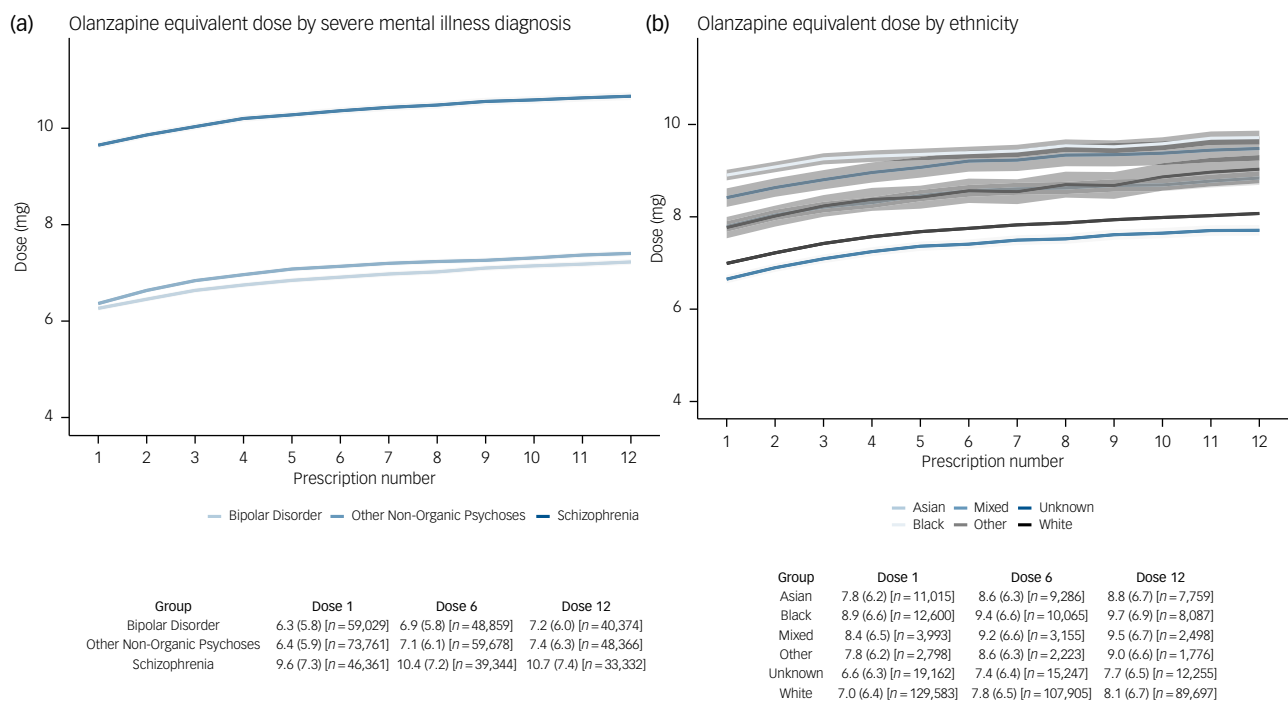 (a) Olanzapine equivalent dose by severe mental illness diagnosis
Dose (mg)
10
8
6
4
1 2 3 4 5 6 7 8 9 10 11 12
Prescription number
Bipolar Disorder Other Non-Organic Psychoses Schizophrenia
Group Dose 1 Dose 6 Dose 12
Bipolar Disorder 6.3 (5.8) [n=59,029] 6.9 (5.8) [n=48,859] 7.2 (6.0) [n=40,374]
Other Non-Organic Psychoses 6.4 (5.9) [n=73,761] 7.1 (6.1) [n=59,678] 7.4 (6.3) [n=48,366]
Schizophrenia 9.6 (7.3) [n=46,361] 10.4 (7.2) [n=39,344] 10.7 (7.4) [n=33,332]
(b) Olanzapine equivalent dose by ethnicity
Dose (mg)
10
8
6
4
1 2 3 4 5 6 7 8 9 10 11 12
Prescription number
Asian Mixed Unknown
Black Other White
Group Dose 1 Dose 6 Dose 12
Asian 7.8 (6.2) [n=11,015] 8.6 (6.3) [n=9,286] 8.8 (6.7) [n=7,759]
Black 8.9 (6.6) [n=12,600] 9.4 (6.6) [n=10,065] 9.7 (6.9) [n=8,087]
Mixed 8.4 (6.5) [n=3,993] 9.2 (6.6) [n=3,155] 9.5 (6.7) [n=2,498]
Other 7.8 (6.2) [n=2,798] 8.6 (6.3) [n=2,223] 9.0 (6.6) [n=1,776]
Unknown 6.6 (6.3) [n=19,162] 7.4 (6.4) [n=15,247] 7.7 (6.5) [n=12,255]
White 7.0 (6.4) [n=129,583] 7.8 (6.5) [n=107,905] 8.1 (6.7) [n=89,697]